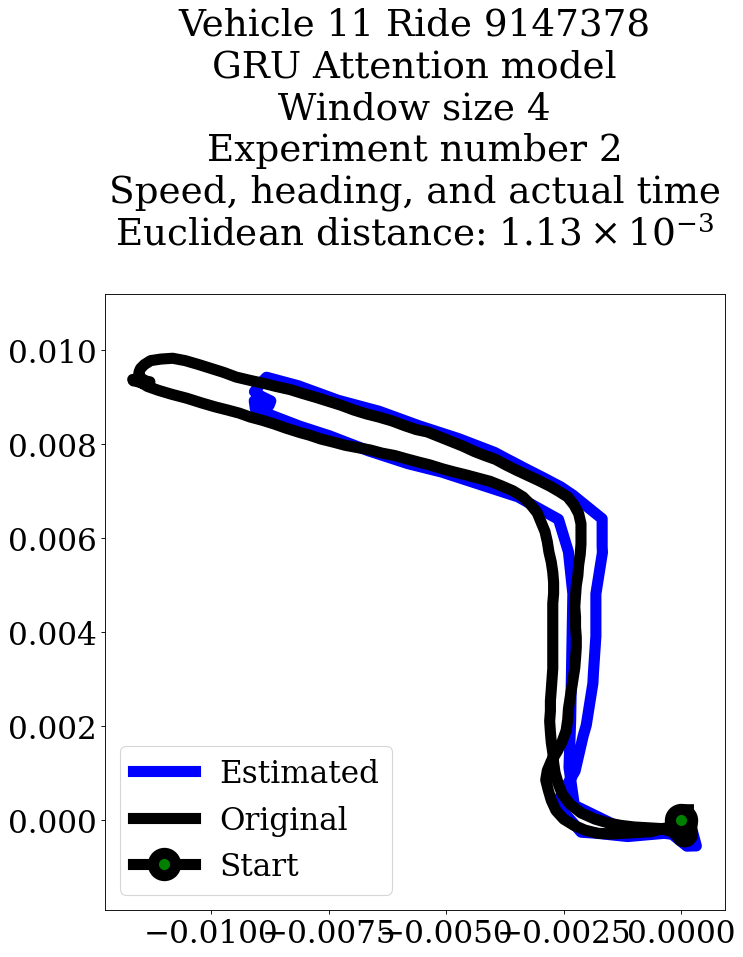 Vehicle 11 Ride 9147378
GRU Attention model
Window size 4
Experiment number 2
Speed, heading, and actual time
Euclidean distance: 1.13 × 10⁻³
0.010
0.008
0.006
0.004
0.002
0.000
Estimated
Original
Start
−0.0100 −0.0075 −0.0050 −0.0025 0.0000